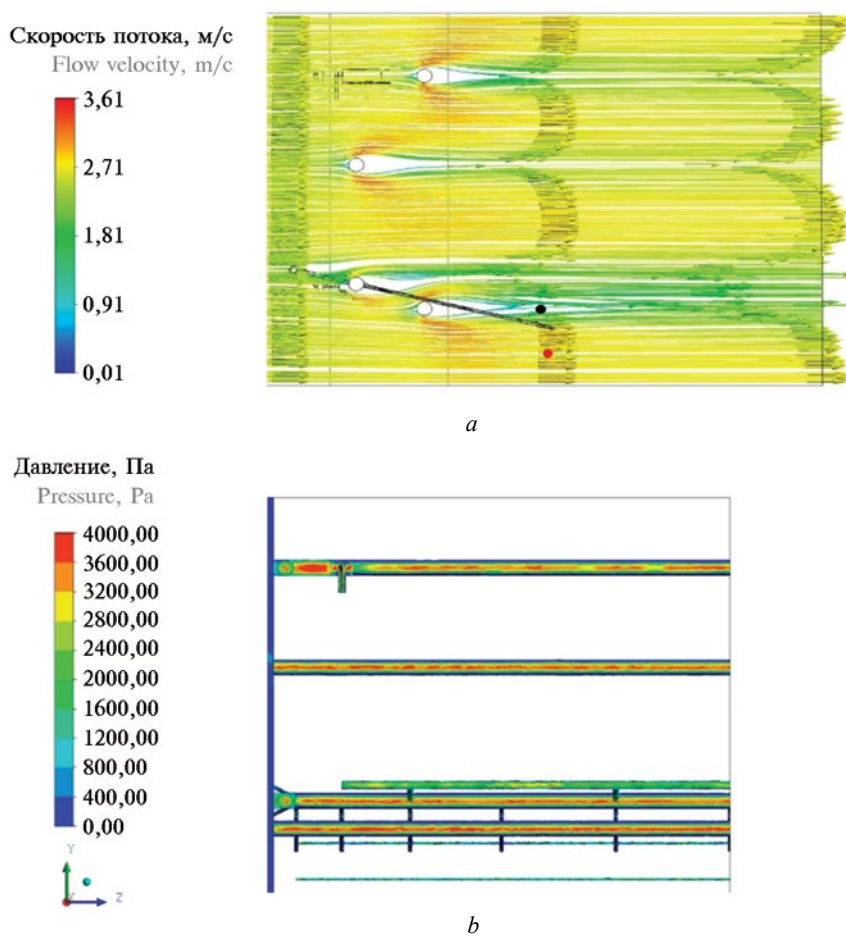 Скорость потока, м/с
Flow velocity, m/c
3,61
2,71
1,81
0,91
0,01
a
Давление, Па
Pressure, Pa
4000,00
3600,00
3200,00
2800,00
2400,00
2000,00
1600,00
1200,00
800,00
400,00
0,00
Y
X
Z
b